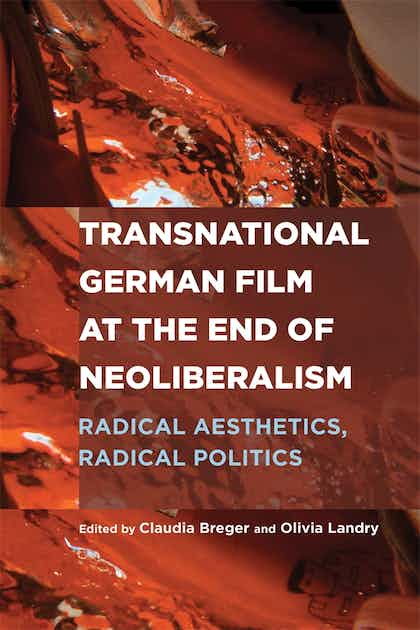 TRANSNATIONAL
GERMAN FILM
AT THE END OF
NEOLIBERALISM
RADICAL AESTHETICS,
RADICAL POLITICS
Edited by Claudia Breger and Olivia Landry